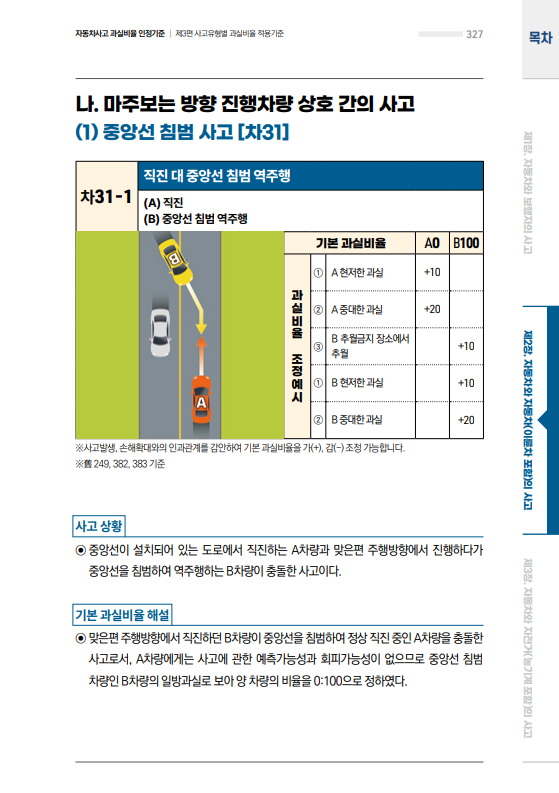 자동차사고 과실비율 인정기준 | 제3편 사고유형별 과실비율 적용기준
327
목차
나. 마주보는 방향 진행차량 상호 간의 사고
(1) 중앙선 침범 사고 [차31]
차31-1
직진 대 중앙선 침범 역주행
(A) 직진
(B) 중앙선 침범 역주행
기본 과실비율 A0 B100
과실비율 조정예시
① A 현저한 과실 +10
② A 중대한 과실 +20
③ B 추월금지 장소에서
추월 +10
① B 현저한 과실 +10
② B 중대한 과실 +20
B
A
※사고발생, 손해확대와의 인과관계를 감안하여 기본 과실비율을 가(+), 감(-) 조정 가능합니다.
※舊 249, 382, 383 기준
사고 상황
◉ 중앙선이 설치되어 있는 도로에서 직진하는 A차량과 맞은편 주행방향에서 진행하다가
중앙선을 침범하여 역주행하는 B차량이 충돌한 사고이다.
기본 과실비율 해설
◉ 맞은편 주행방향에서 직진하던 B차량이 중앙선을 침범하여 정상 직진 중인 A차량을 충돌한
사고로서, A차량에게는 사고에 관한 예측가능성과 회피가능성이 없으므로 중앙선 침범
차량인 B차량의 일방과실로 보아 양 차량의 비율을 0:100으로 정하였다.
제1장. 자동차와 보행자의 사고
제2장. 자동차와 자동차(이륜차 포함)의 사고
제3장. 자동차와 자전거(농기계 포함)의 사고